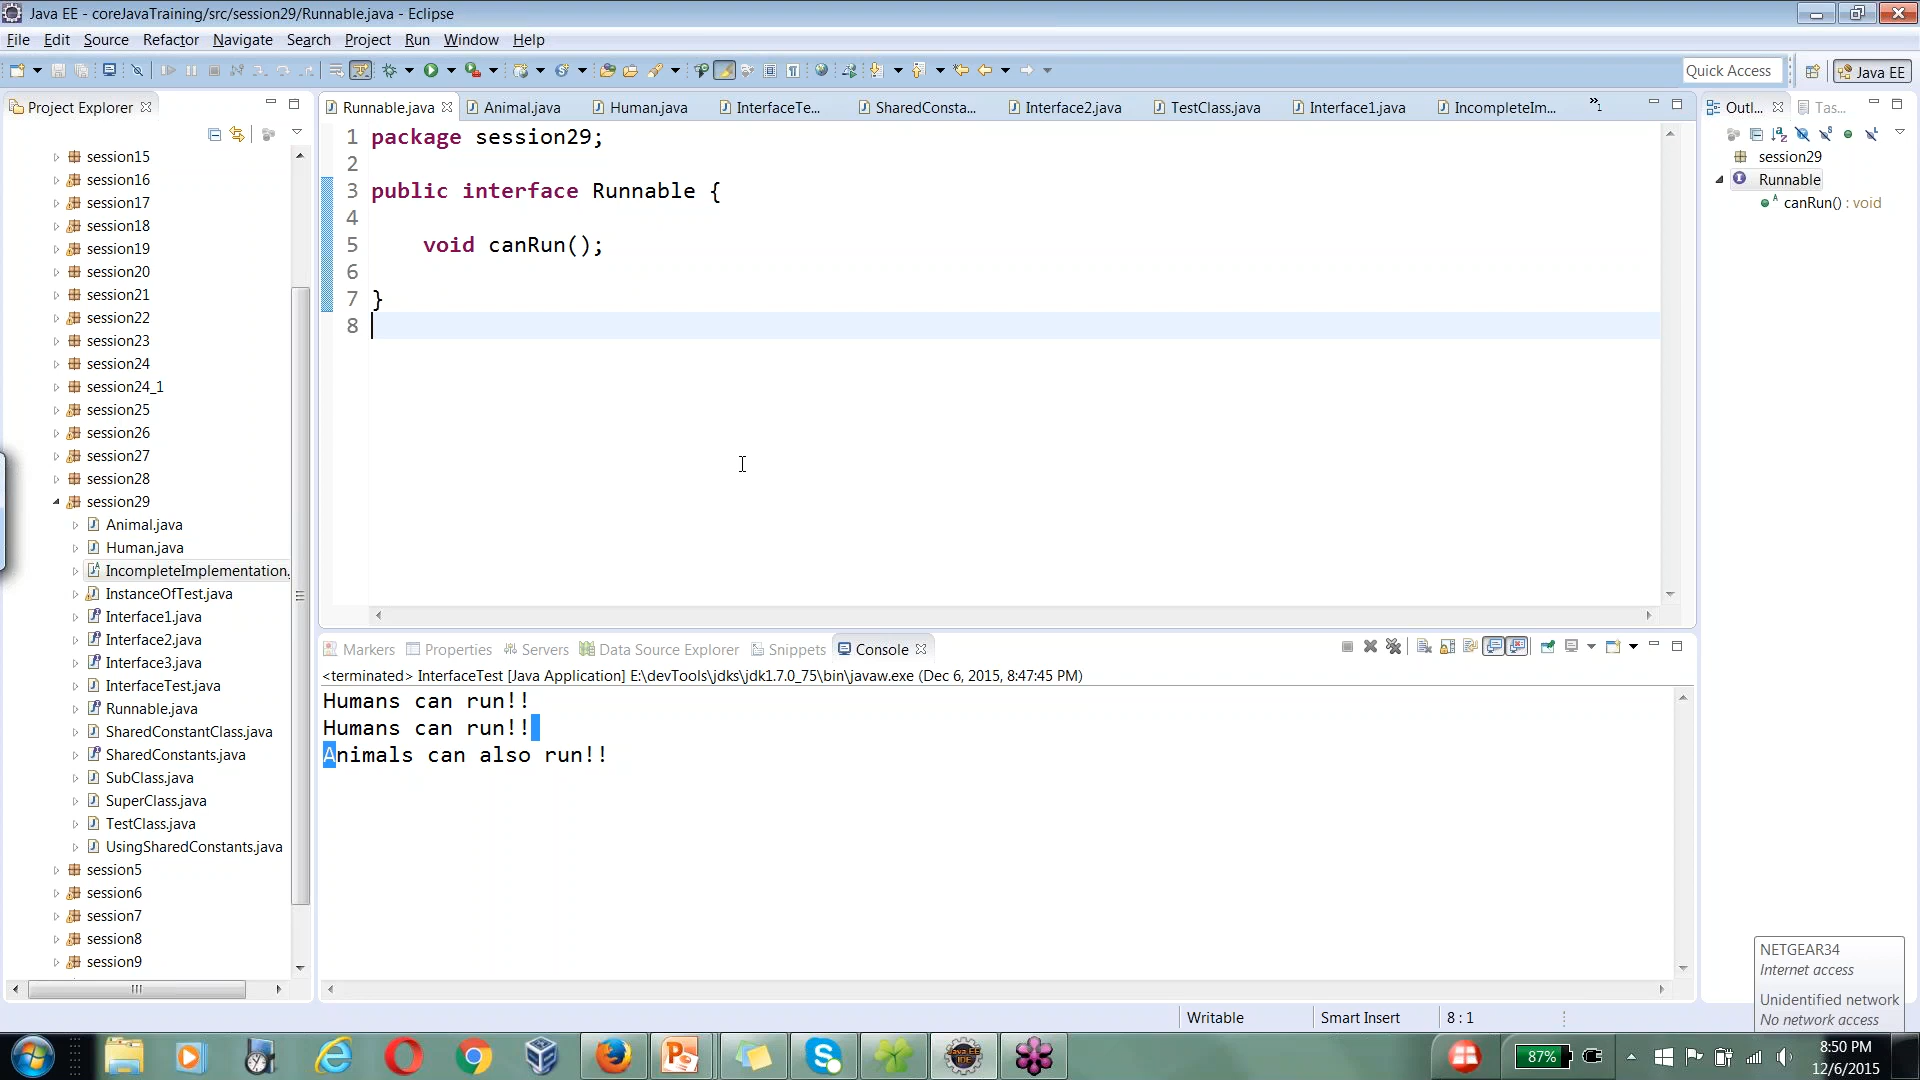 Java EE - coreJavaTraining/src/session29/Runnable.java - Eclipse
File Edit Source Refactor Navigate Search Project Run Window Help
Quick Access
Java EE
Project Explorer
session15
session16
session17
session18
session19
session20
session21
session22
session23
session24
session24_1
session25
session26
session27
session28
session29
Animal.java
Human.java
IncompleteImplementation.
InstanceOfTest.java
Interface1.java
Interface2.java
Interface3.java
InterfaceTest.java
Runnable.java
SharedConstantClass.java
SharedConstants.java
SubClass.java
SuperClass.java
TestClass.java
UsingSharedConstants.java
session5
session6
session7
session8
session9
Runnable.java Animal.java Human.java InterfaceTe... SharedConsta... Interface2.java TestClass.java Interface1.java IncompleteIm... »1
1 package session29;
2
3 public interface Runnable {
4
5 void canRun();
6
7 }
8
Markers Properties Servers Data Source Explorer Snippets Console
<terminated> InterfaceTest [Java Application] E:\devTools\jdks\jdk1.7.0_75\bin\javaw.exe (Dec 6, 2015, 8:47:45 PM)
Humans can run!!
Humans can run!!
Animals can also run!!
Outl... Tas...
session29
Runnable
canRun() : void
NETGEAR34
Internet access
Unidentified network
No network access
Writable Smart Insert 8 : 1
87%
8:50 PM
12/6/2015